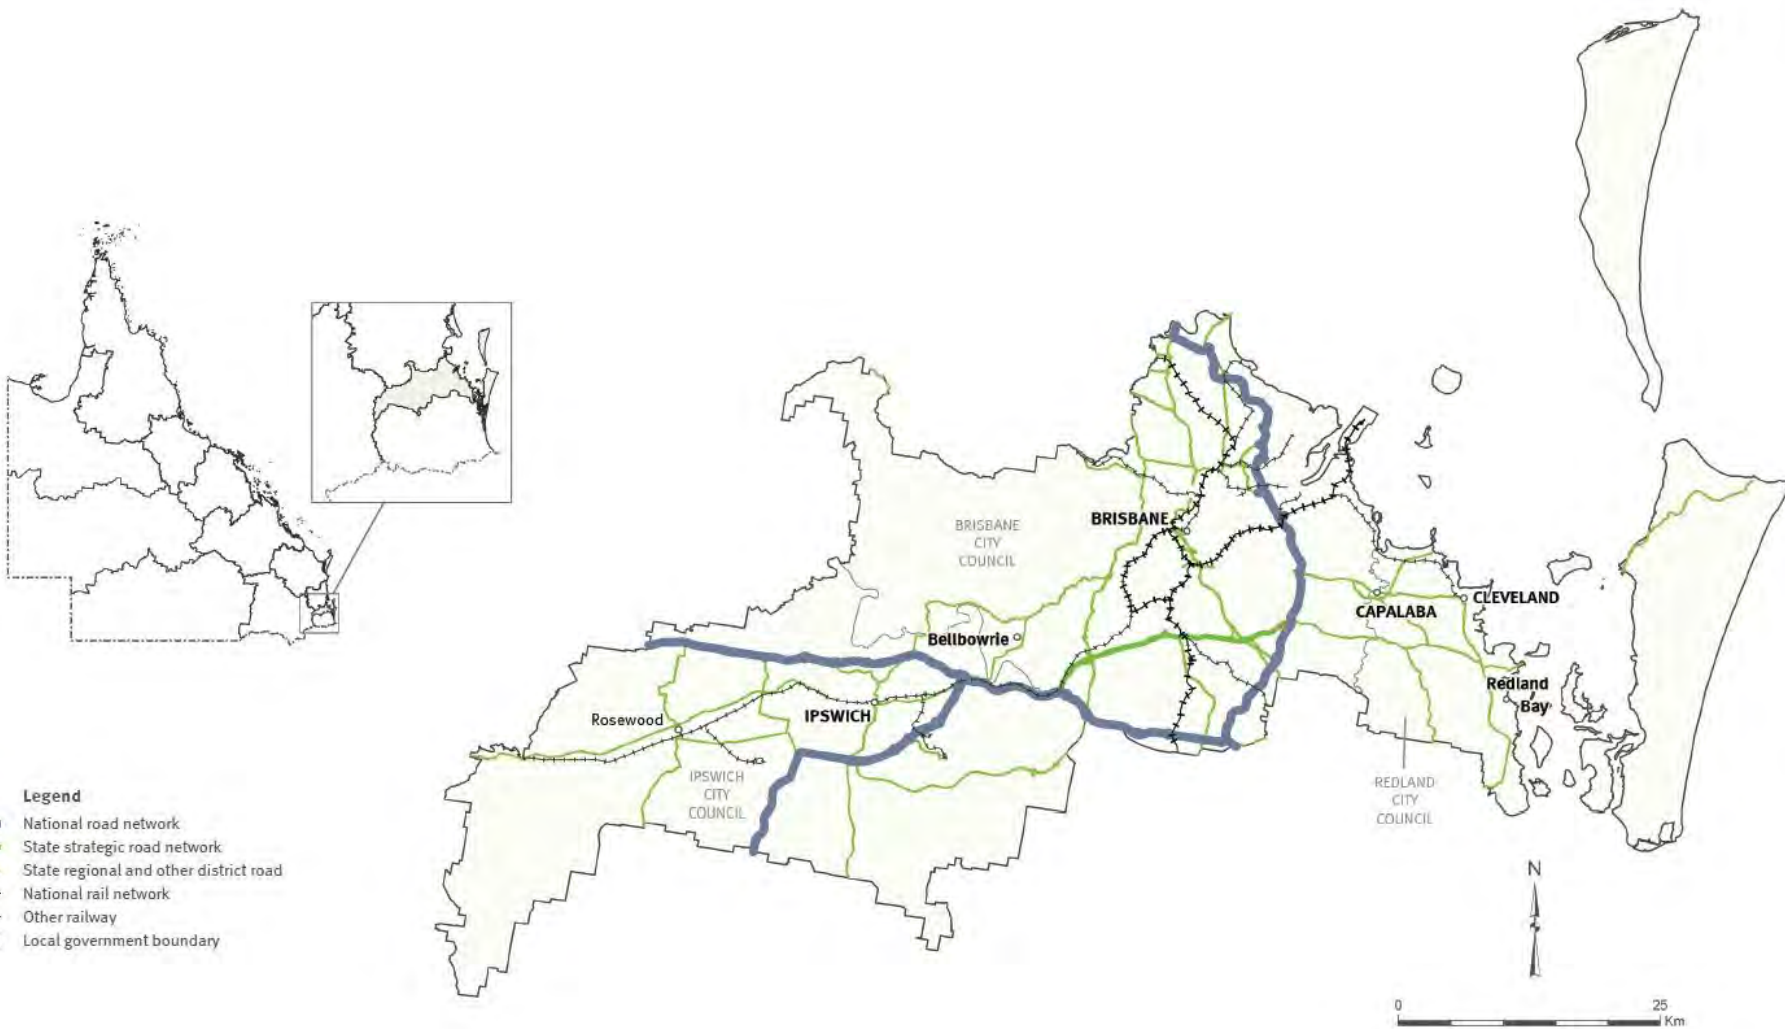 BRISBANE
CITY
COUNCIL
BRISBANE
Bellbowrie
CAPALABA
CLEVELAND
Redland
Bay
Rosewood
IPSWICH
IPSWICH
CITY
COUNCIL
REDLAND
CITY
COUNCIL
Legend
National road network
State strategic road network
State regional and other district road
National rail network
Other railway
Local government boundary
N
0 25
Km